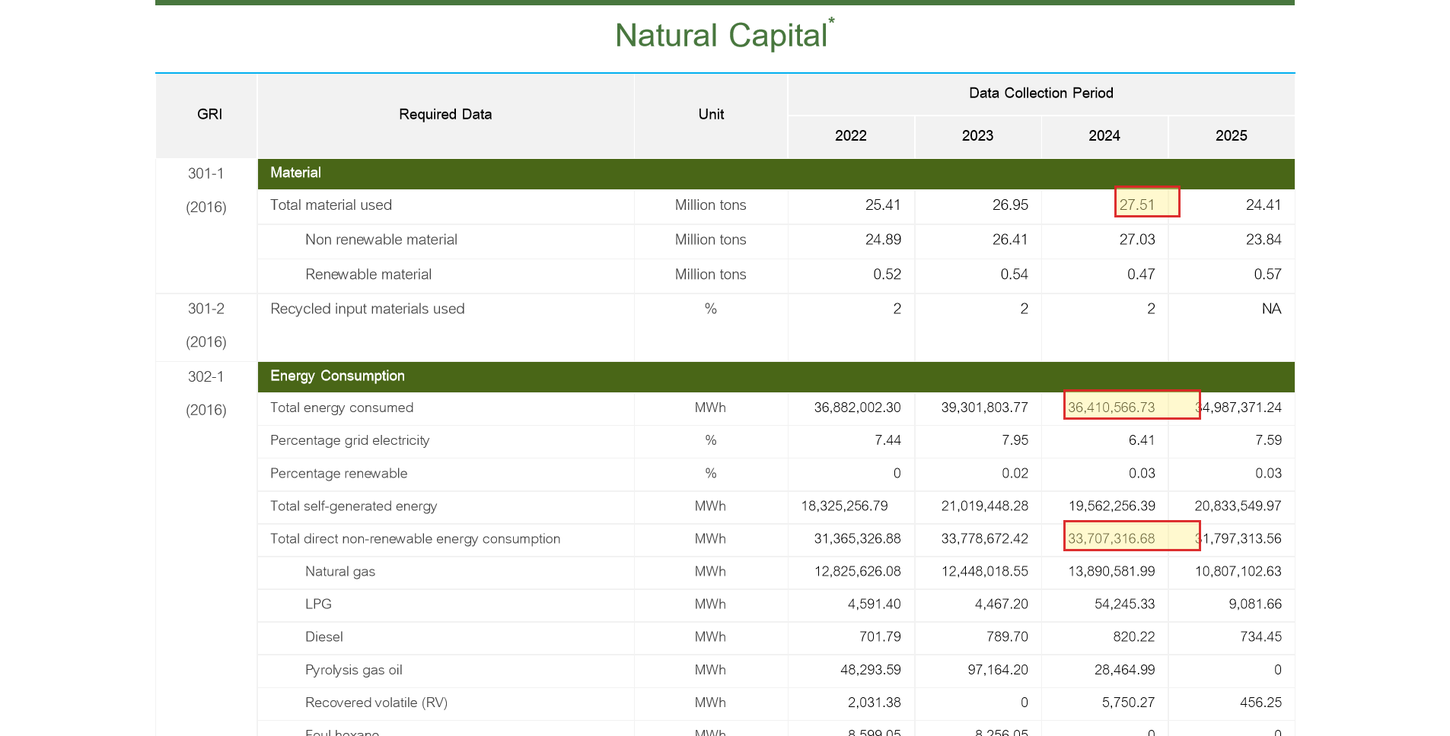 Natural Capital*
GRI Required Data Unit Data Collection Period
2022 2023 2024 2025
301-1 Material
(2016) Total material used Million tons 25.41 26.95 27.51 24.41
Non renewable material Million tons 24.89 26.41 27.03 23.84
Renewable material Million tons 0.52 0.54 0.47 0.57
301-2 Recycled input materials used % 2 2 2 NA
(2016)
302-1 Energy Consumption
(2016) Total energy consumed MWh 36,882,002.30 39,301,803.77 36,410,566.73 34,987,371.24
Percentage grid electricity % 7.44 7.95 6.41 7.59
Percentage renewable % 0 0.02 0.03 0.03
Total self-generated energy MWh 18,325,256.79 21,019,448.28 19,562,256.39 20,833,549.97
Total direct non-renewable energy consumption MWh 31,365,326.88 33,778,672.42 33,707,316.68 31,797,313.56
Natural gas MWh 12,825,626.08 12,448,018.55 13,890,581.99 10,807,102.63
LPG MWh 4,591.40 4,467.20 54,245.33 9,081.66
Diesel MWh 701.79 789.70 820.22 734.45
Pyrolysis gas oil MWh 48,293.59 97,164.20 28,464.99 0
Recovered volatile (RV) MWh 2,031.38 0 5,750.27 456.25
Foul hexane MWh 8,599.05 8,256.05 0 0